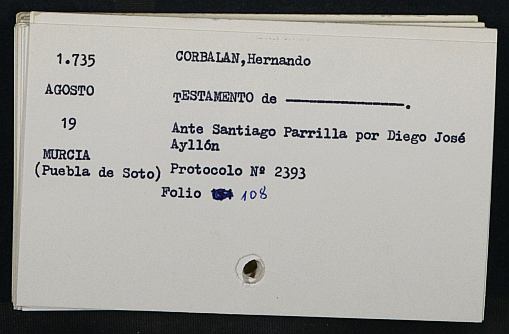 1.735 CORBALAN,Hernando
AGOSTO TESTAMENTO de ————————.
19 Ante Santiago Parrilla por Diego José
Ayllón
MURCIA
(Puebla de Soto) Protocolo Nº 2393
Folio 108